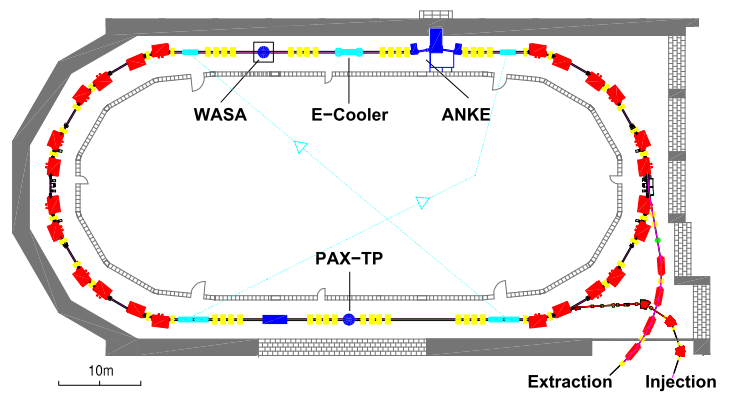 WASA
E−Cooler
ANKE
PAX−TP
10m
Extraction
Injection